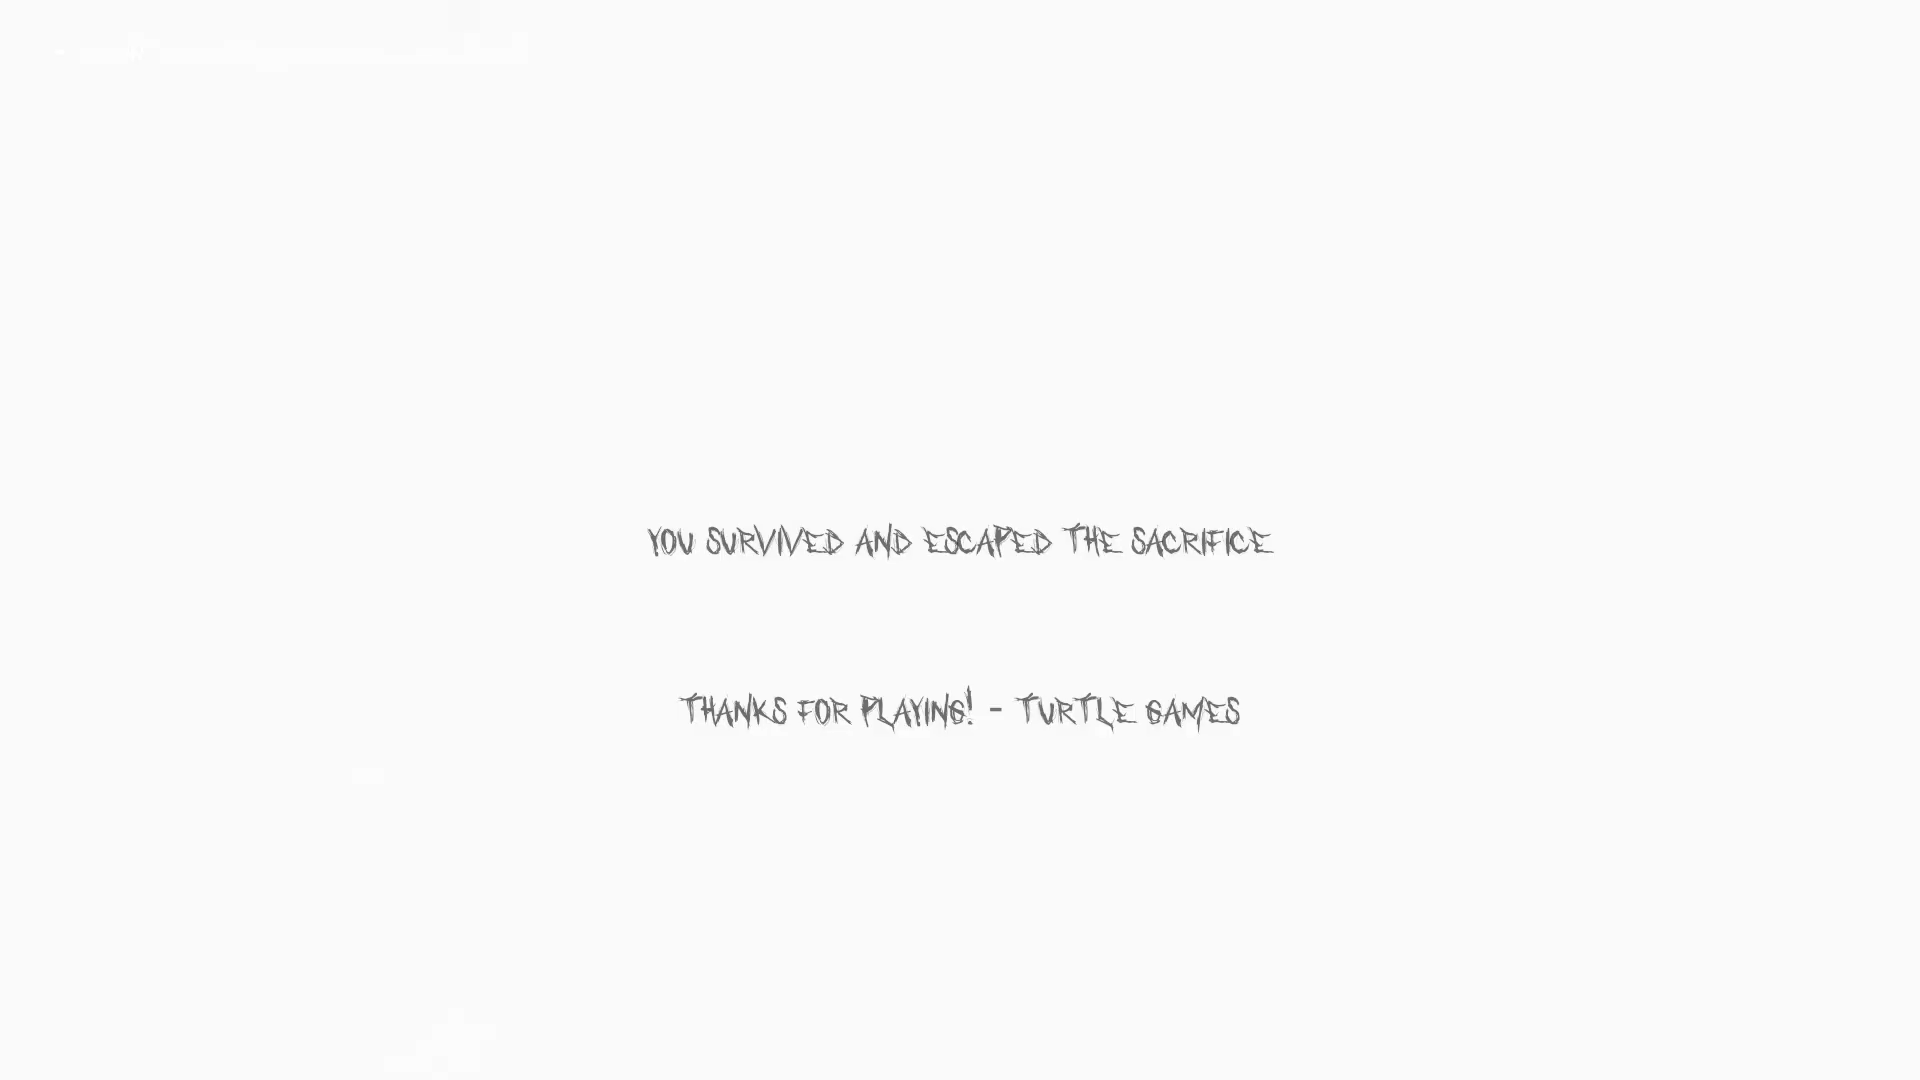 YOU SURVIVED AND ESCAPED THE SACRIFICE
THANKS FOR PLAYING! - TURTLE GAMES